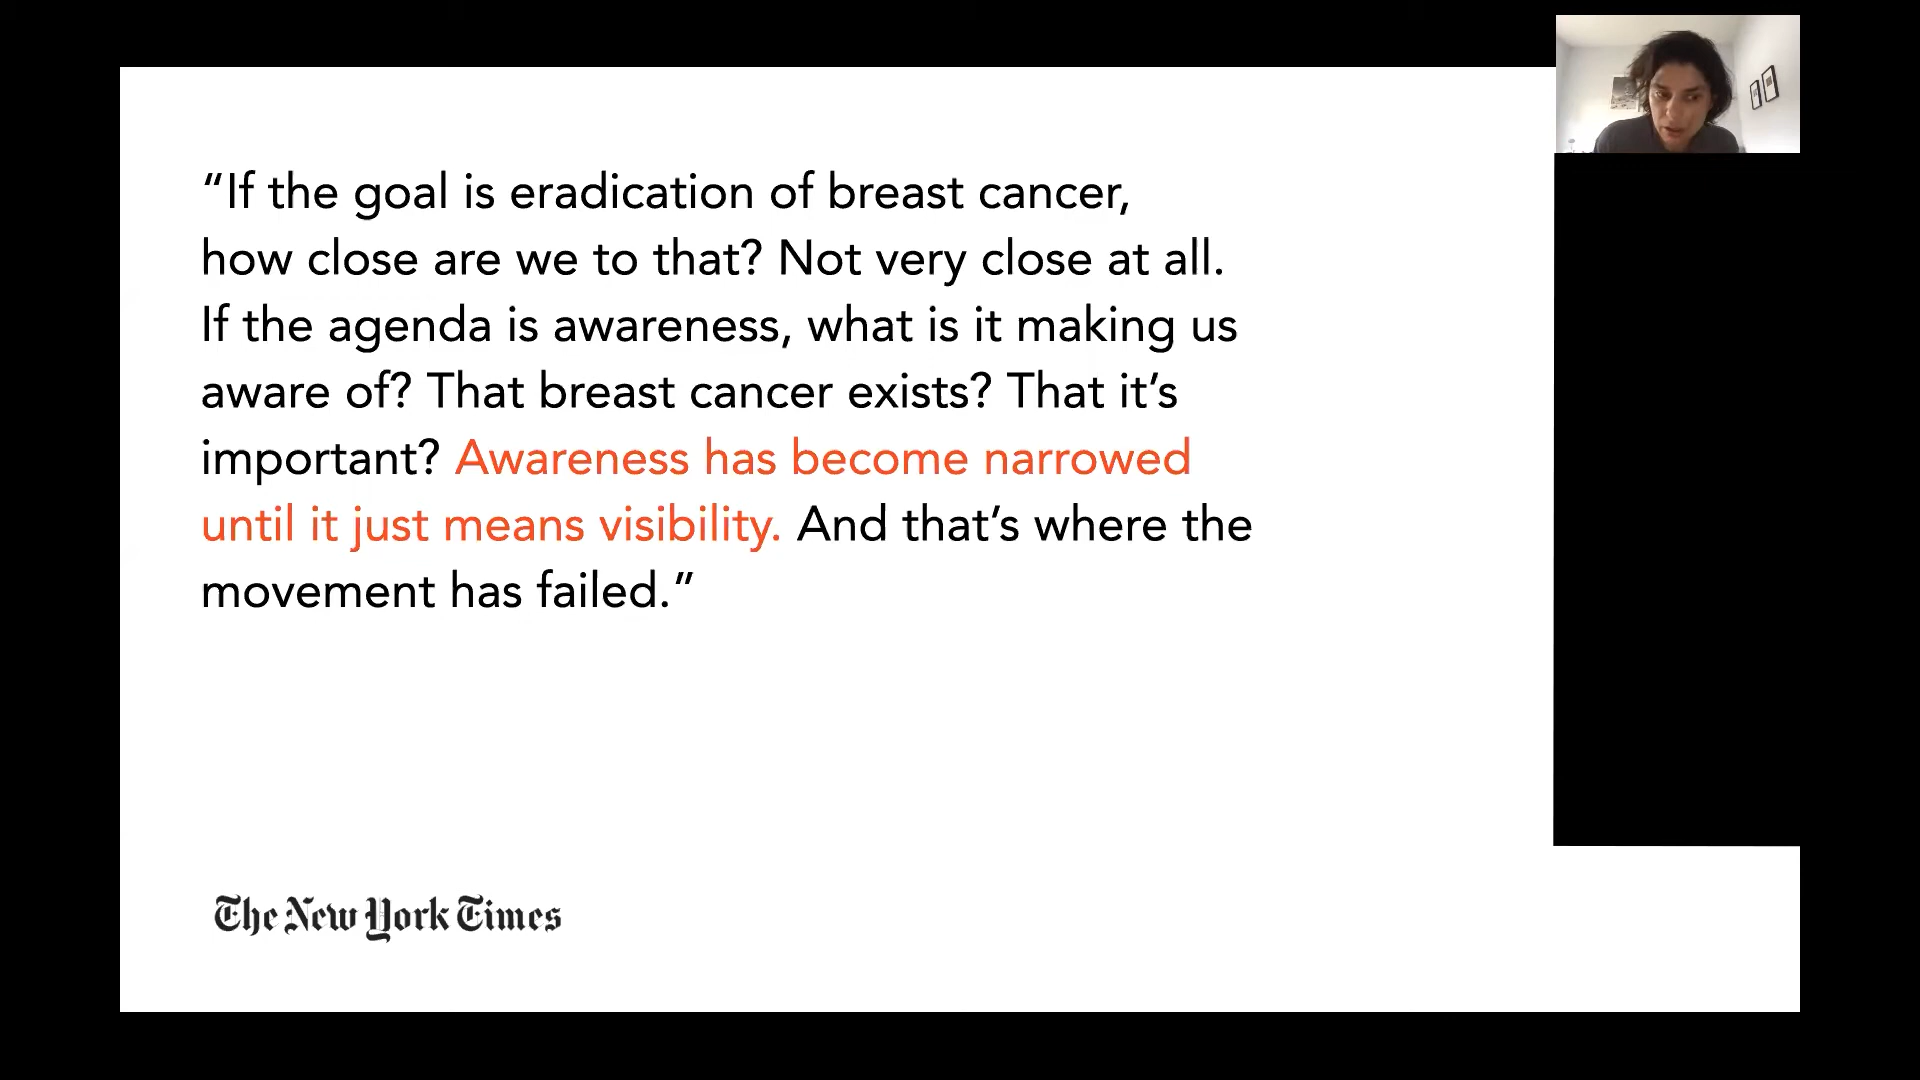 “If the goal is eradication of breast cancer,
how close are we to that? Not very close at all.
If the agenda is awareness, what is it making us
aware of? That breast cancer exists? That it’s
important? Awareness has become narrowed
until it just means visibility. And that’s where the
movement has failed.”
The New York Times